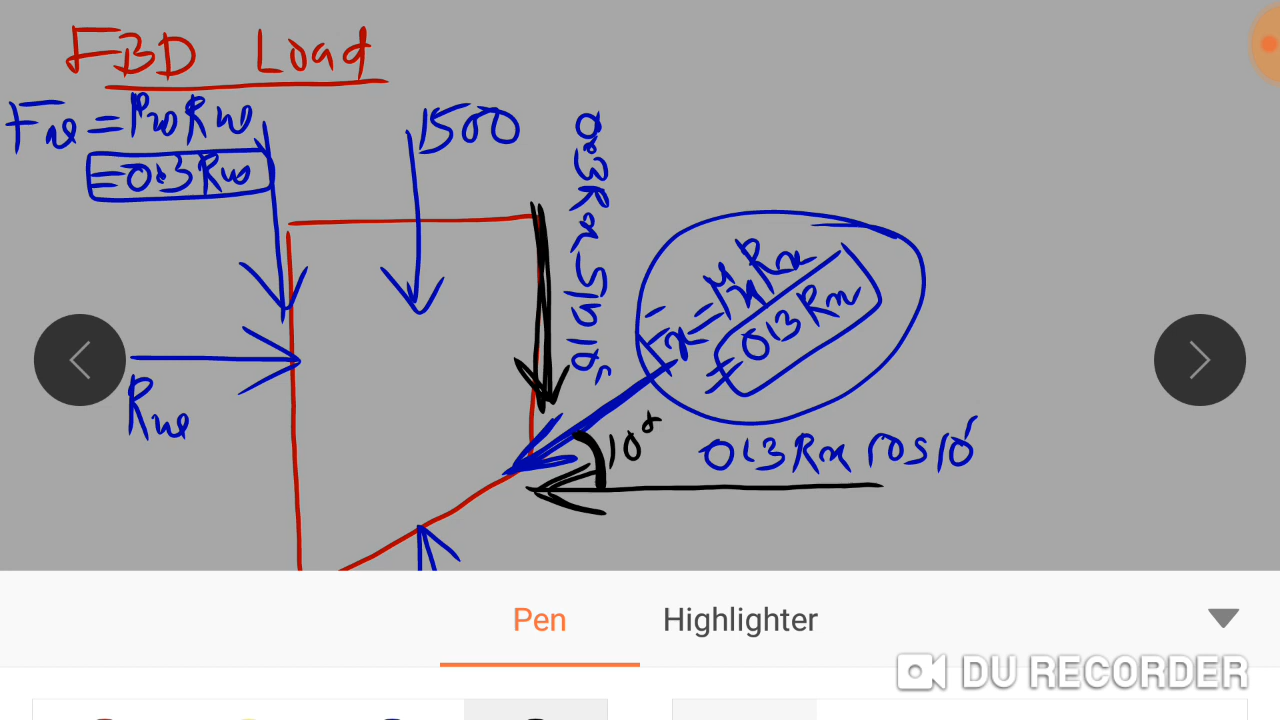 FBD Load
Fw = μw Rw
= 0.3 Rw
1500
0.3 Rx Sin 10°
Fx = μx Rx
= 0.3 Rx
Rw
10°
0.3 Rx cos 10°
Pen Highlighter
DU RECORDER